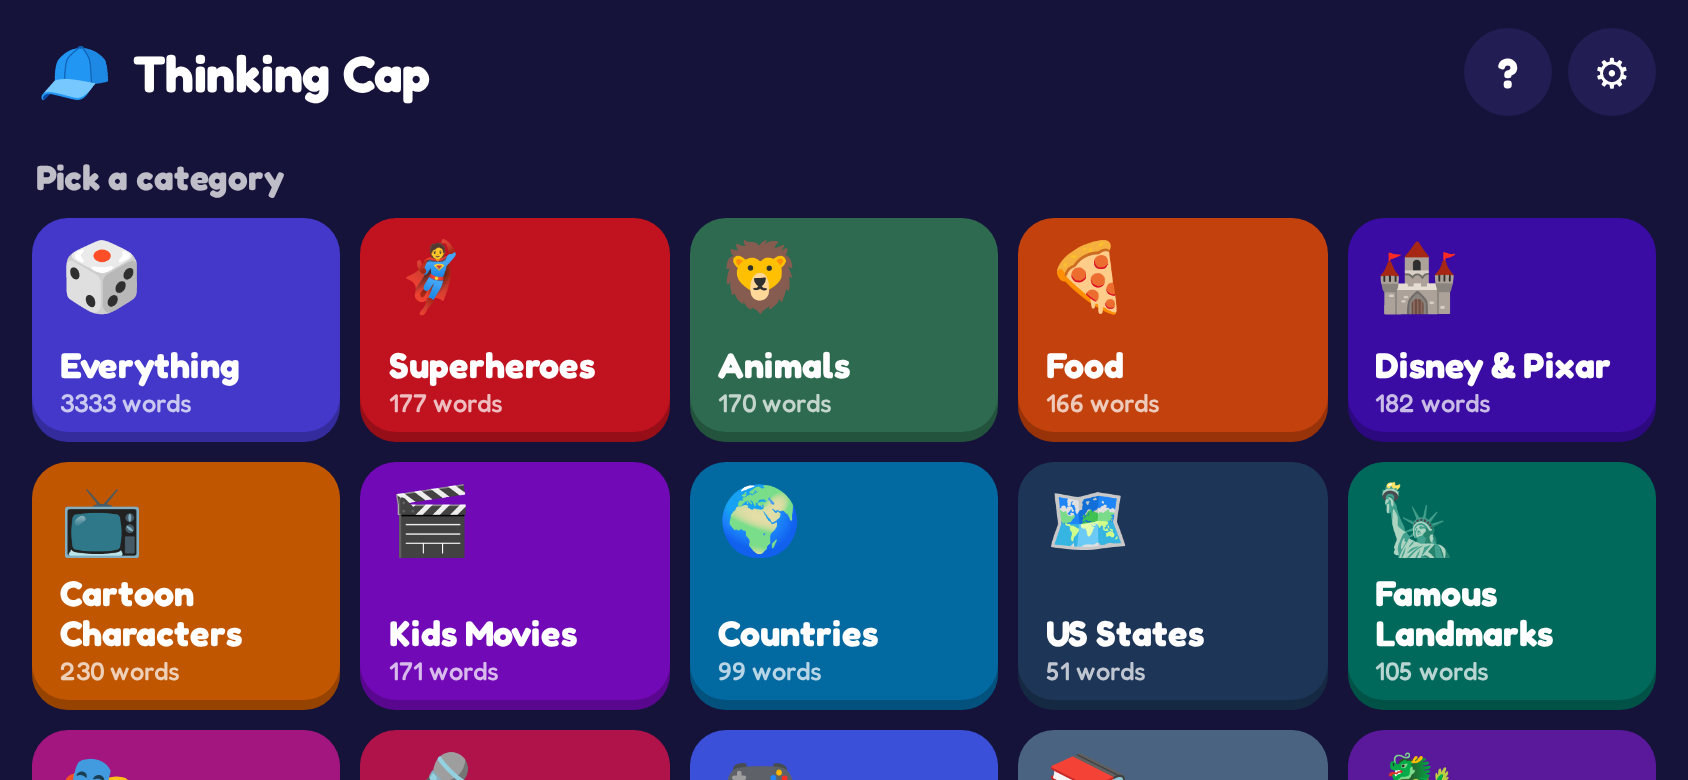 Thinking Cap
?
Pick a category
Everything
3333 words
Superheroes
177 words
Animals
170 words
Food
166 words
Disney & Pixar
182 words
Cartoon
Characters
230 words
Kids Movies
171 words
Countries
99 words
US States
51 words
Famous
Landmarks
105 words